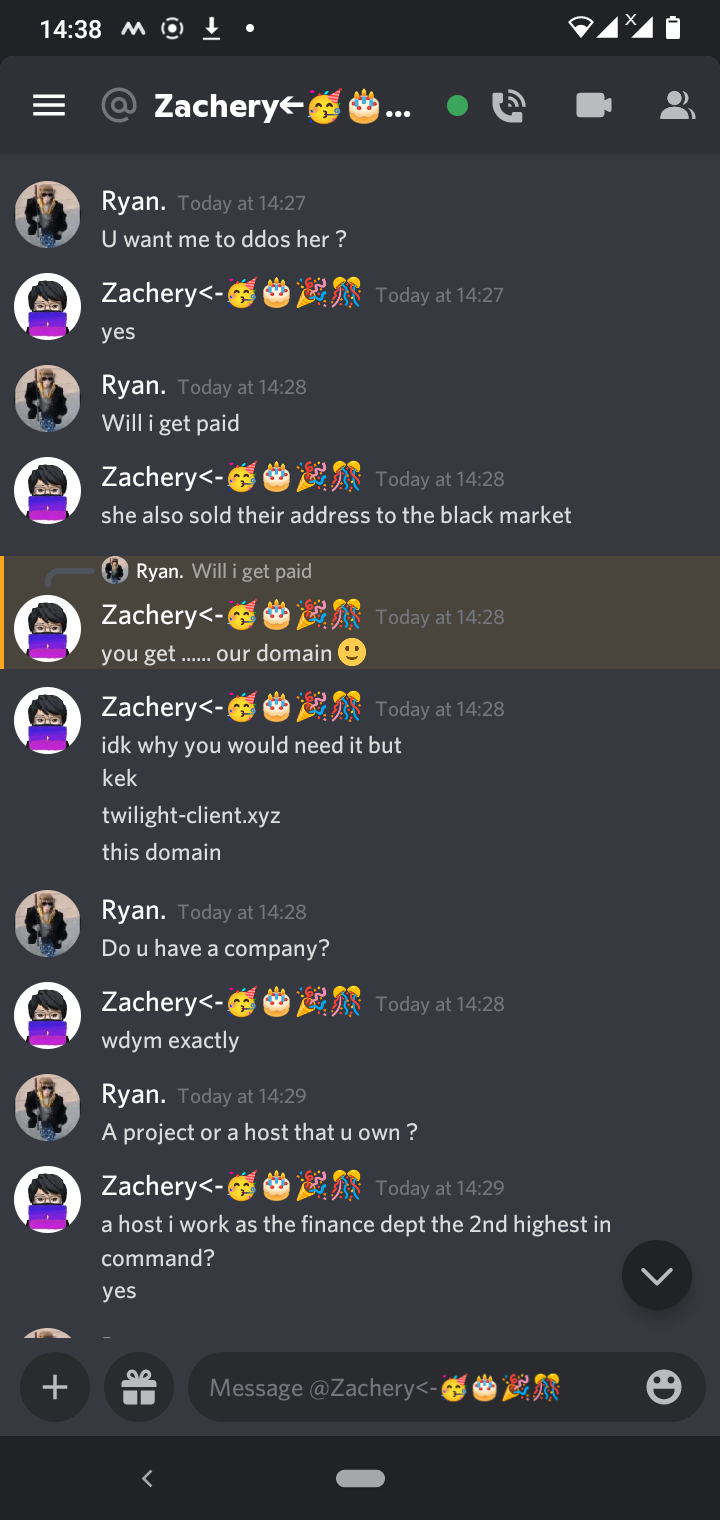 14:38
X
@ Zachery<-🥳🎂...
Ryan. Today at 14:27
U want me to ddos her ?
Zachery<-🥳🎂🎉🎊 Today at 14:27
yes
Ryan. Today at 14:28
Will i get paid
Zachery<-🥳🎂🎉🎊 Today at 14:28
she also sold their address to the black market
Ryan. Will i get paid
Zachery<-🥳🎂🎉🎊 Today at 14:28
you get ...... our domain 🙂
Zachery<-🥳🎂🎉🎊 Today at 14:28
idk why you would need it but
kek
twilight-client.xyz
this domain
Ryan. Today at 14:28
Do u have a company?
Zachery<-🥳🎂🎉🎊 Today at 14:28
wdym exactly
Ryan. Today at 14:29
A project or a host that u own ?
Zachery<-🥳🎂🎉🎊 Today at 14:29
a host i work as the finance dept the 2nd highest in
command?
yes
Message @Zachery<-🥳🎂🎉🎊